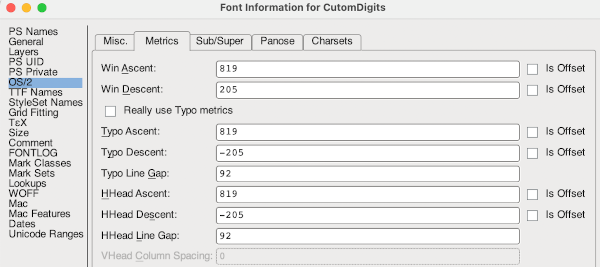 Font Information for CutomDigits
PS Names
General
Layers
PS UID
PS Private
OS/2
TTF Names
StyleSet Names
Grid Fitting
ΤεΧ
Size
Comment
FONTLOG
Mark Classes
Mark Sets
Lookups
WOFF
Mac
Mac Features
Dates
Unicode Ranges
Misc. Metrics Sub/Super Panose Charsets
Win Ascent: 819 Is Offset
Win Descent: 205 Is Offset
Really use Typo metrics
Typo Ascent: 819 Is Offset
Typo Descent: -205 Is Offset
Typo Line Gap: 92
HHead Ascent: 819 Is Offset
HHead Descent: -205 Is Offset
HHead Line Gap: 92
VHead Column Spacing: 0